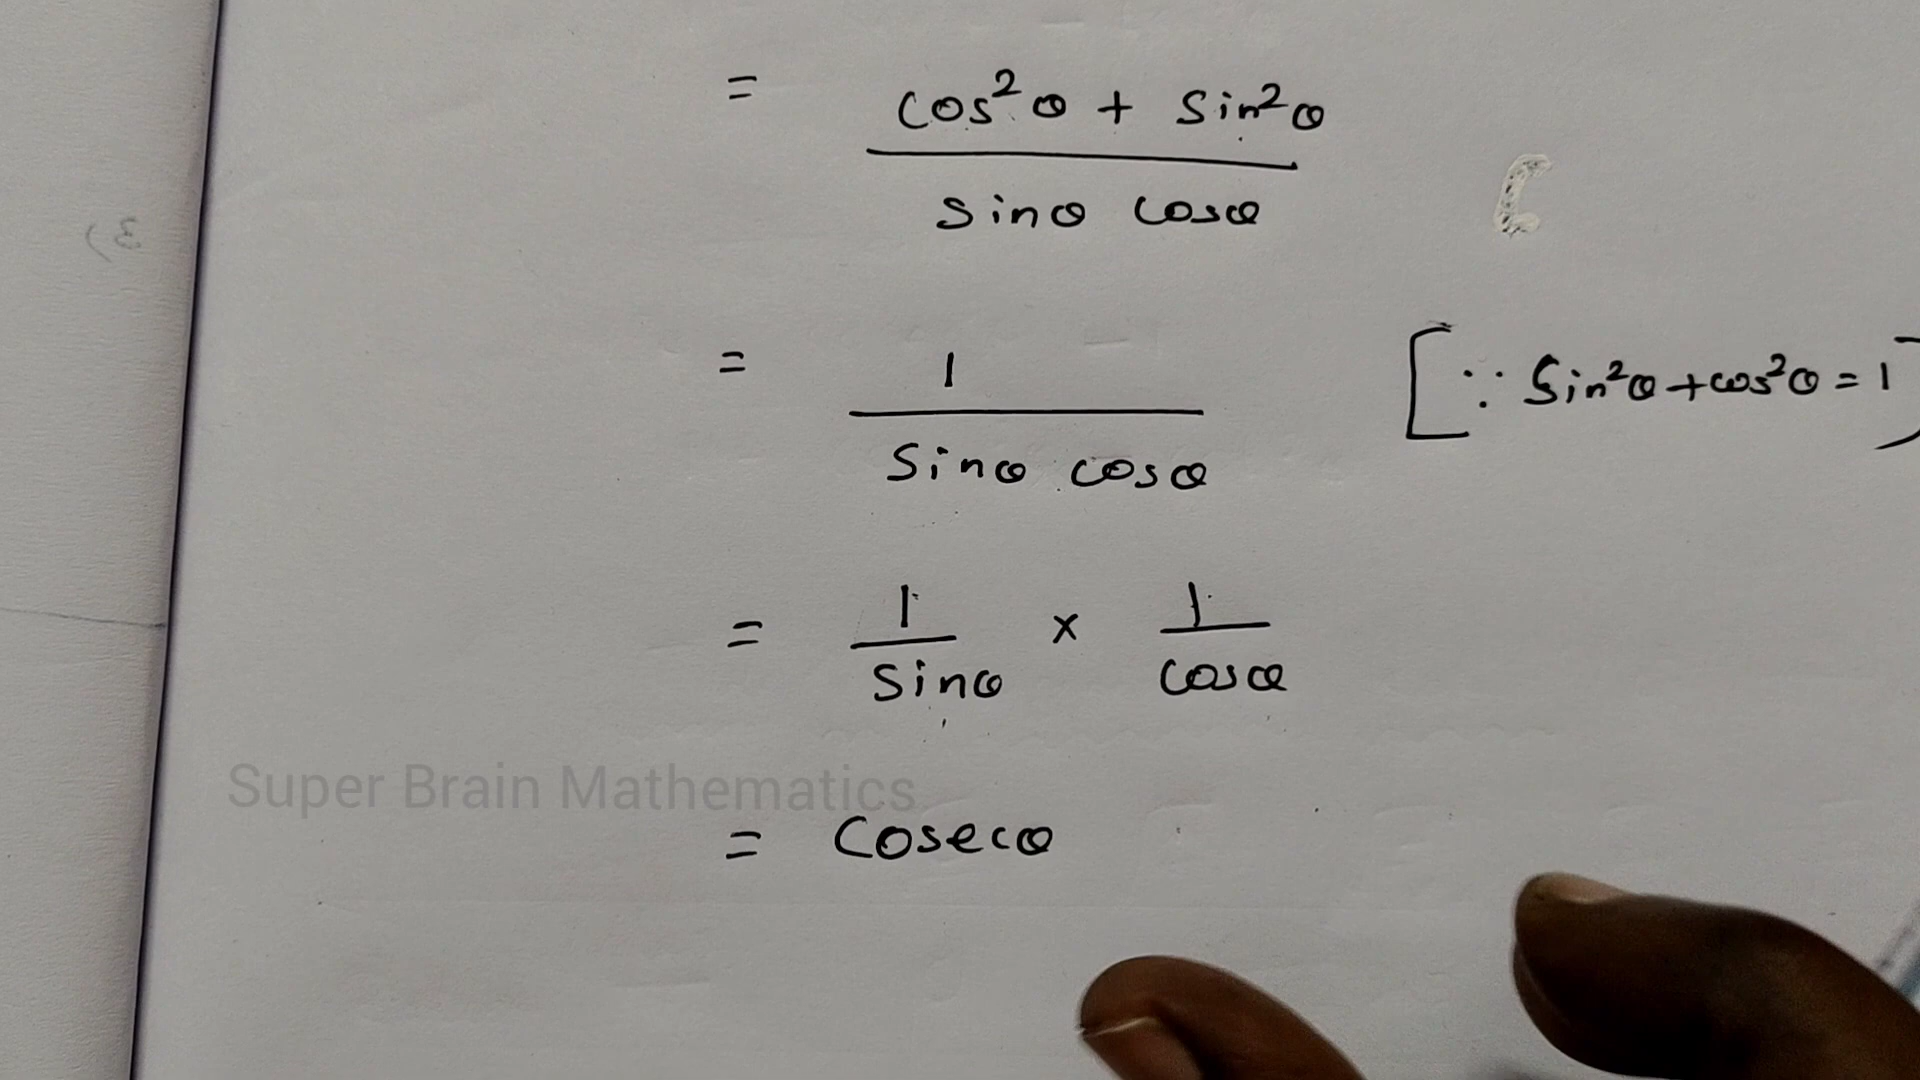 = cos²θ + sin²θ / sinθ cosθ
= 1 / sinθ cosθ [∵ sin²θ + cos²θ = 1]
= 1 / sinθ × 1 / cosθ
Super Brain Mathematics
= Cosecθ